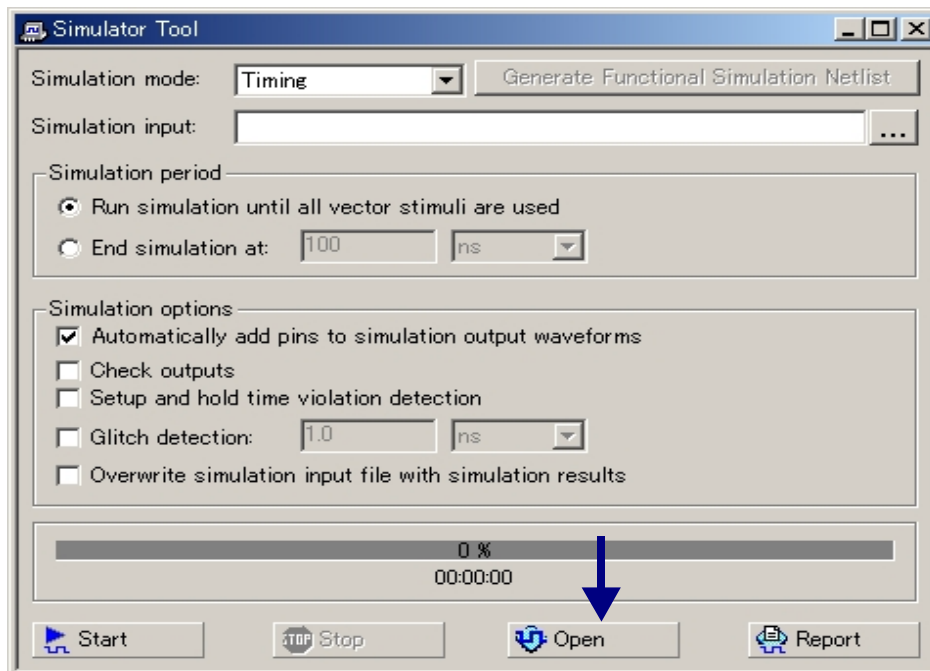 Simulator Tool
Simulation mode: Timing Generate Functional Simulation Netlist
Simulation input: ...
Simulation period
Run simulation until all vector stimuli are used
End simulation at: 100 ns
Simulation options
Automatically add pins to simulation output waveforms
Check outputs
Setup and hold time violation detection
Glitch detection: 1.0 ns
Overwrite simulation input file with simulation results
0 %
00:00:00
Start STOP Stop Open Report